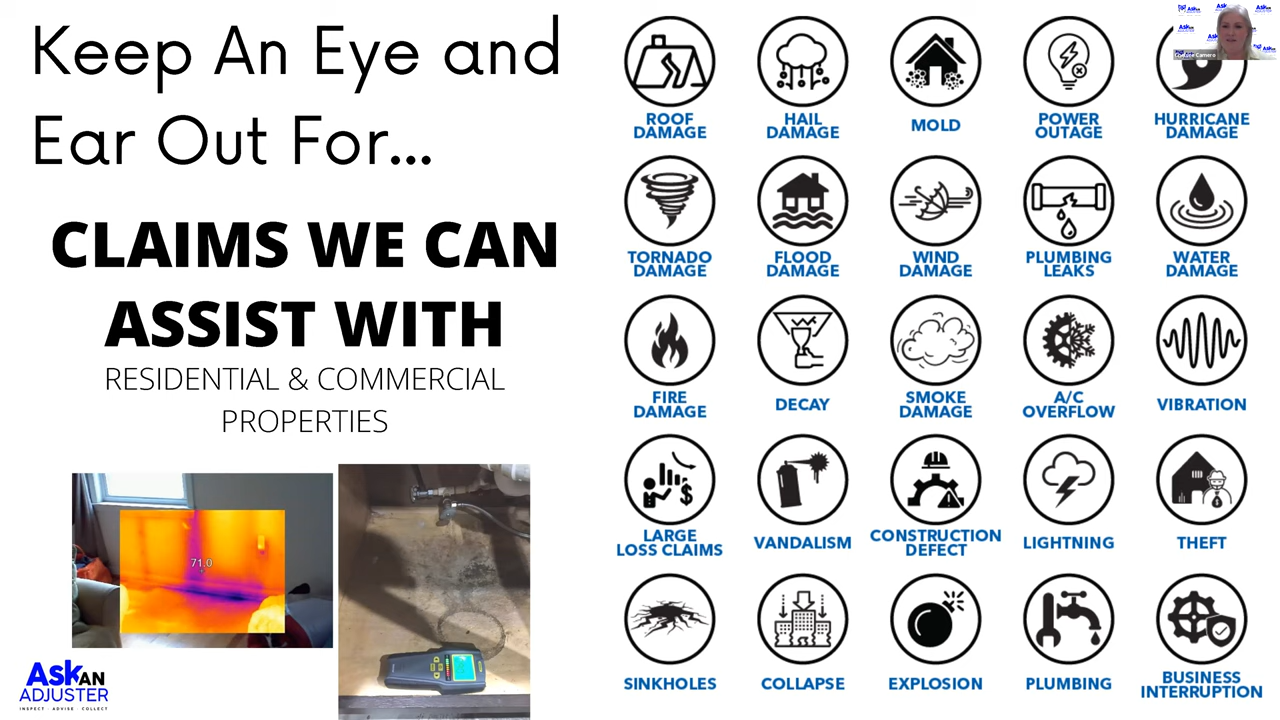 Keep An Eye and
Ear Out For...
CLAIMS WE CAN
ASSIST WITH
RESIDENTIAL & COMMERCIAL
PROPERTIES
71.0
ASK AN
ADJUSTER
INSPECT . ADVISE . COLLECT
ROOF
DAMAGE
HAIL
DAMAGE
MOLD
POWER
OUTAGE
HURRICANE
DAMAGE
TORNADO
DAMAGE
FLOOD
DAMAGE
WIND
DAMAGE
PLUMBING
LEAKS
WATER
DAMAGE
FIRE
DAMAGE
DECAY
SMOKE
DAMAGE
A/C
OVERFLOW
VIBRATION
LARGE
LOSS CLAIMS
VANDALISM
CONSTRUCTION
DEFECT
LIGHTNING
THEFT
SINKHOLES
COLLAPSE
EXPLOSION
PLUMBING
BUSINESS
INTERRUPTION